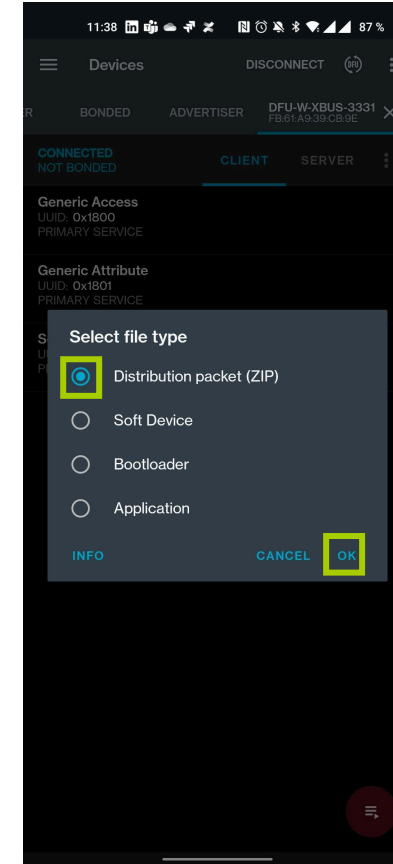 11:38 in 87 %
Devices DISCONNECT DFU
R BONDED ADVERTISER DFU-W-XBUS-3331
FB:61:A9:39:CB:9E
CONNECTED
NOT BONDED CLIENT SERVER
Generic Access
UUID: 0x1800
PRIMARY SERVICE
Generic Attribute
UUID: 0x1801
PRIMARY SERVICE
S
U
P
Select file type
Distribution packet (ZIP)
Soft Device
Bootloader
Application
INFO CANCEL OK